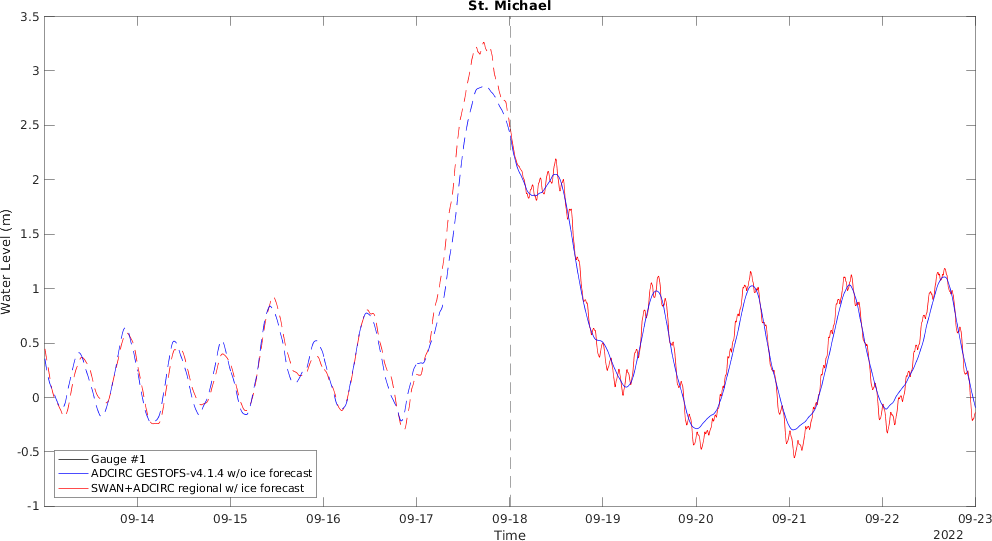 St. Michael
3.5
3
2.5
2
1.5
1
0.5
0
-0.5
-1
Water Level (m)
Gauge #1
ADCIRC GESTOFS-v4.1.4 w/o ice forecast
SWAN+ADCIRC regional w/ ice forecast
09-14 09-15 09-16 09-17 09-18 09-19 09-20 09-21 09-22 09-23
Time
2022